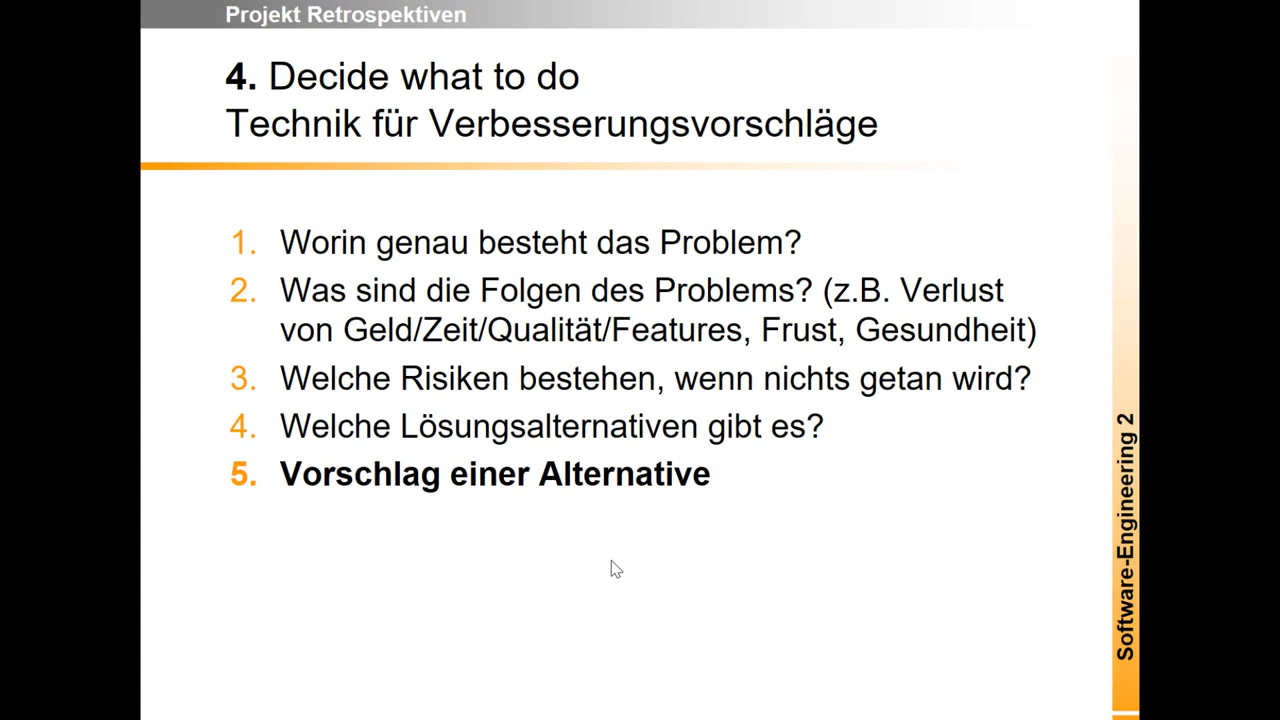 Projekt Retrospektiven
4. Decide what to do
Technik für Verbesserungsvorschläge
1. Worin genau besteht das Problem?
2. Was sind die Folgen des Problems? (z.B. Verlust
von Geld/Zeit/Qualität/Features, Frust, Gesundheit)
3. Welche Risiken bestehen, wenn nichts getan wird?
4. Welche Lösungsalternativen gibt es?
5. Vorschlag einer Alternative
Software-Engineering 2